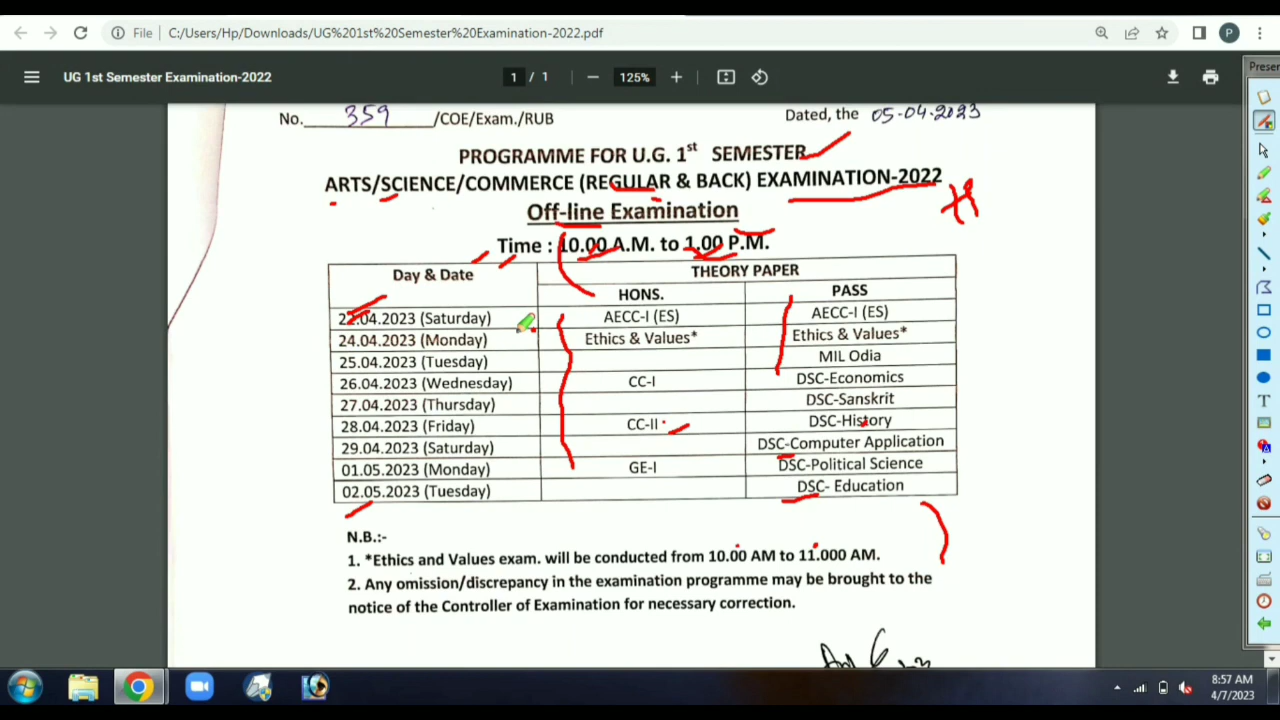 File C:/Users/Hp/Downloads/UG%201st%20Semester%20Examination-2022.pdf P
UG 1st Semester Examination-2022 1 / 1 125%
Presen
No. 359 /COE/Exam./RUB Dated, the 05-04-2023
PROGRAMME FOR U.G. 1st SEMESTER
ARTS/SCIENCE/COMMERCE (REGULAR & BACK) EXAMINATION-2022
Off-line Examination
Time : 10.00 A.M. to 1.00 P.M.
Day & Date THEORY PAPER
HONS. PASS
22.04.2023 (Saturday) AECC-I (ES) AECC-I (ES)
24.04.2023 (Monday) Ethics & Values* Ethics & Values*
25.04.2023 (Tuesday) MIL Odia
26.04.2023 (Wednesday) CC-I DSC-Economics
27.04.2023 (Thursday) DSC-Sanskrit
28.04.2023 (Friday) CC-II DSC-History
29.04.2023 (Saturday) DSC-Computer Application
01.05.2023 (Monday) GE-I DSC-Political Science
02.05.2023 (Tuesday) DSC- Education
N.B.:-
1. *Ethics and Values exam. will be conducted from 10.00 AM to 11.000 AM.
2. Any omission/discrepancy in the examination programme may be brought to the
notice of the Controller of Examination for necessary correction.
8:57 AM
4/7/2023